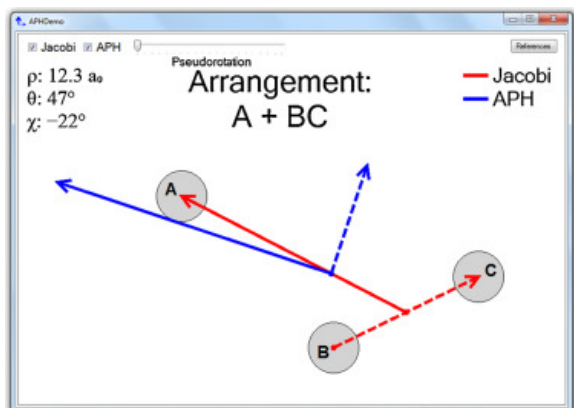 APHDemo
Jacobi APH
References
Pseudorotation
ρ: 12.3 a₀
θ: 47°
χ: −22°
Arrangement:
A + BC
Jacobi
APH
A
C
B